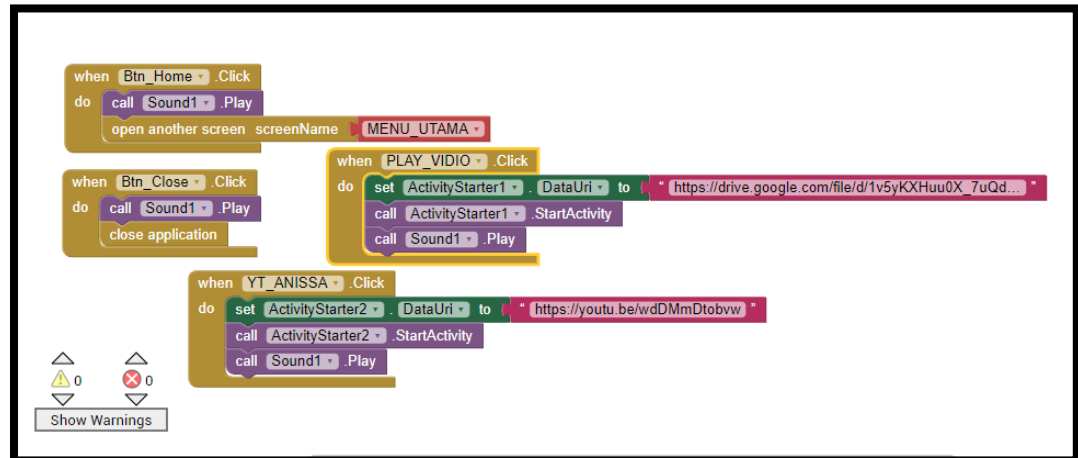 when Btn_Home .Click
do call Sound1 .Play
open another screen screenName MENU_UTAMA
when PLAY_VIDIO .Click
do set ActivityStarter1 . DataUri to " https://drive.google.com/file/d/1v5yKXHuu0X_7uQd... "
call ActivityStarter1 .StartActivity
call Sound1 .Play
when Btn_Close .Click
do call Sound1 .Play
close application
when YT_ANISSA .Click
do set ActivityStarter2 . DataUri to " https://youtu.be/wdDMmDtobvw "
call ActivityStarter2 .StartActivity
call Sound1 .Play
0 0
Show Warnings